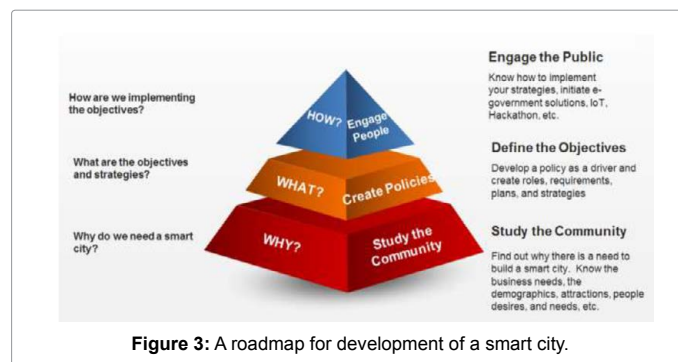 Engage the Public
Know how to implement
your strategies, initiate e-
government solutions, IoT,
Hackathon, etc.
How are we implementing
the objectives?
HOW?
Engage
People
Define the Objectives
Develop a policy as a driver and
create roles, requirements,
plans, and strategies
What are the objectives
and strategies?
WHAT?
Create Policies
Study the Community
Find out why there is a need to
build a smart city. Know the
business needs, the
demographics, attractions, people
desires, and needs, etc.
Why do we need a smart
city?
WHY?
Study the
Community
Figure 3: A roadmap for development of a smart city.